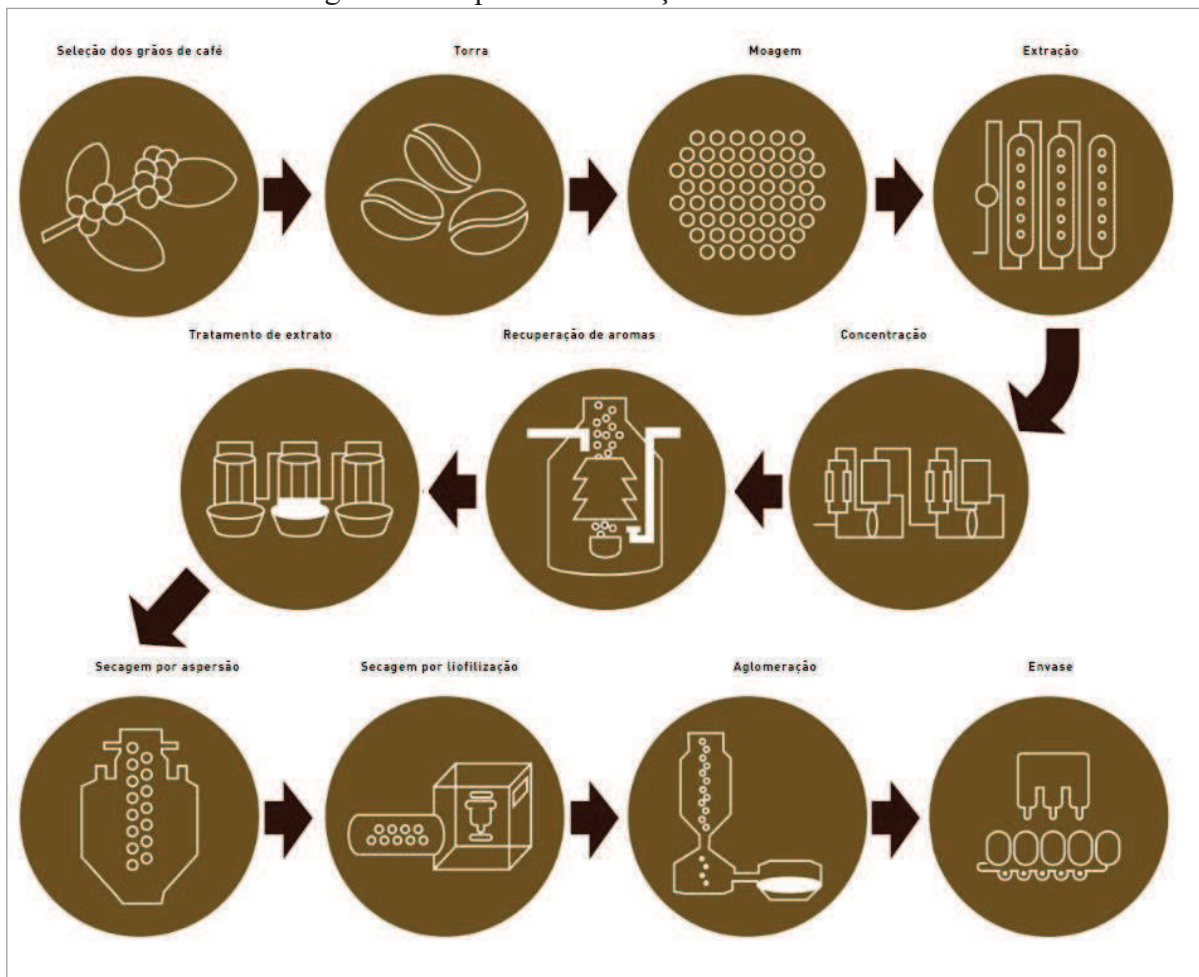 Seleção dos grãos de café
Torra
Moagem
Extração
Tratamento de extrato
Recuperação de aromas
Concentração
Secagem por aspersão
Secagem por liofilização
Aglomeração
Envase